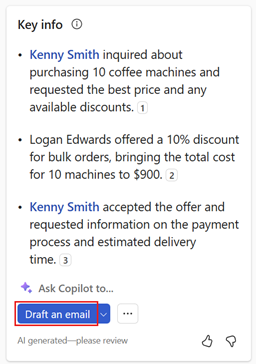 Key info
• Kenny Smith inquired about
purchasing 10 coffee machines and
requested the best price and any
available discounts. 1
• Logan Edwards offered a 10% discount
for bulk orders, bringing the total cost
for 10 machines to $900. 2
• Kenny Smith accepted the offer and
requested information on the payment
process and estimated delivery
time. 3
Ask Copilot to...
Draft an email
AI generated—please review